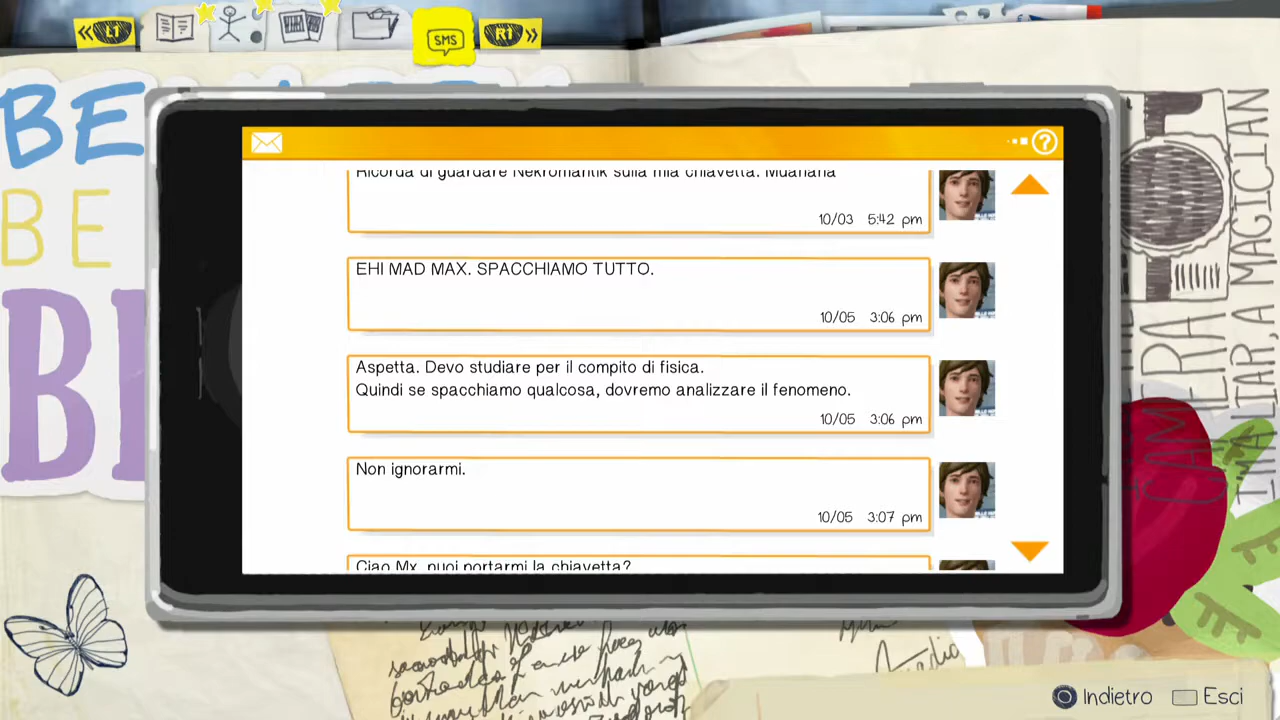 L1
SMS
R1
BE
BE
Ricorda di guardare Nekromantik sulla mia chiavetta. Muahaha
10/03 5:42 pm
EHI MAD MAX. SPACCHIAMO TUTTO.
10/05 3:06 pm
Aspetta. Devo studiare per il compito di fisica.
Quindi se spacchiamo qualcosa, dovremo analizzare il fenomeno.
10/05 3:06 pm
Non ignorarmi.
10/05 3:07 pm
Ciao Mx, puoi portarmi la chiavetta?
A MAGICIAN
Indietro
Esci